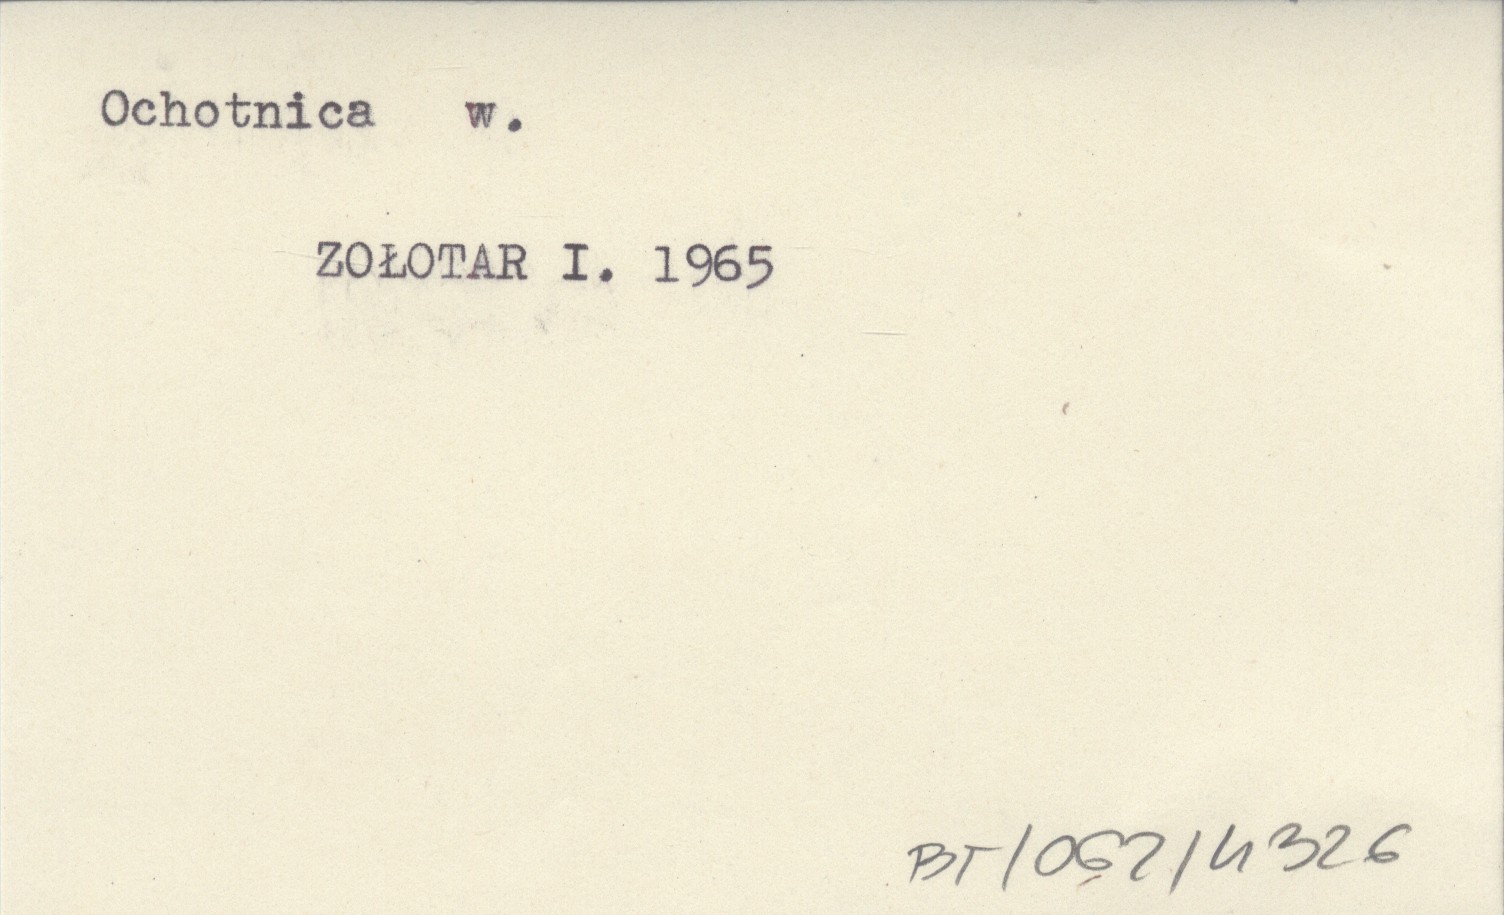 Ochotnica w.
ZOŁOTAR I. 1965
BT/062/4326